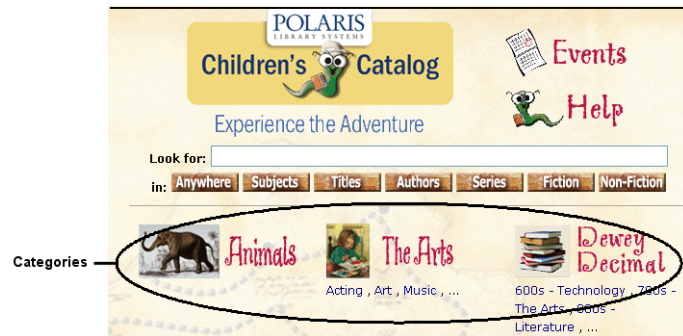 POLARIS
LIBRARY SYSTEMS
Children's Catalog
Experience the Adventure
Events
Help
Look for:
in: Anywhere Subjects Titles Authors Series Fiction Non-Fiction
Categories
Animals
The Arts
Acting , Art , Music , ...
Dewey
Decimal
600s - Technology , 700s -
The Arts , 800s -
Literature , ...